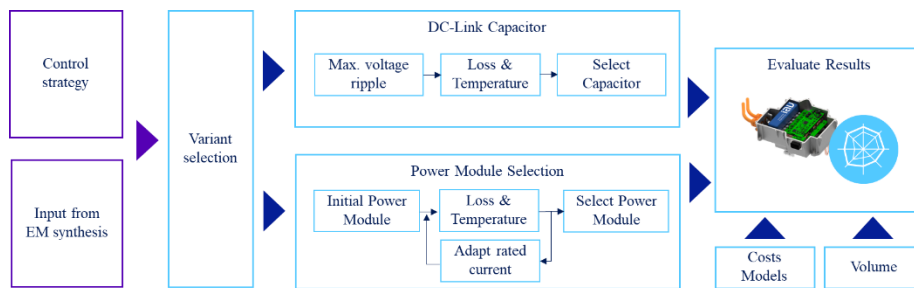 Control
strategy
Input from
EM synthesis
Variant
selection
DC-Link Capacitor
Max. voltage
ripple
Loss &
Temperature
Select
Capacitor
Power Module Selection
Initial Power
Module
Loss &
Temperature
Select Power
Module
Adapt rated
current
Evaluate Results
Costs
Models
Volume